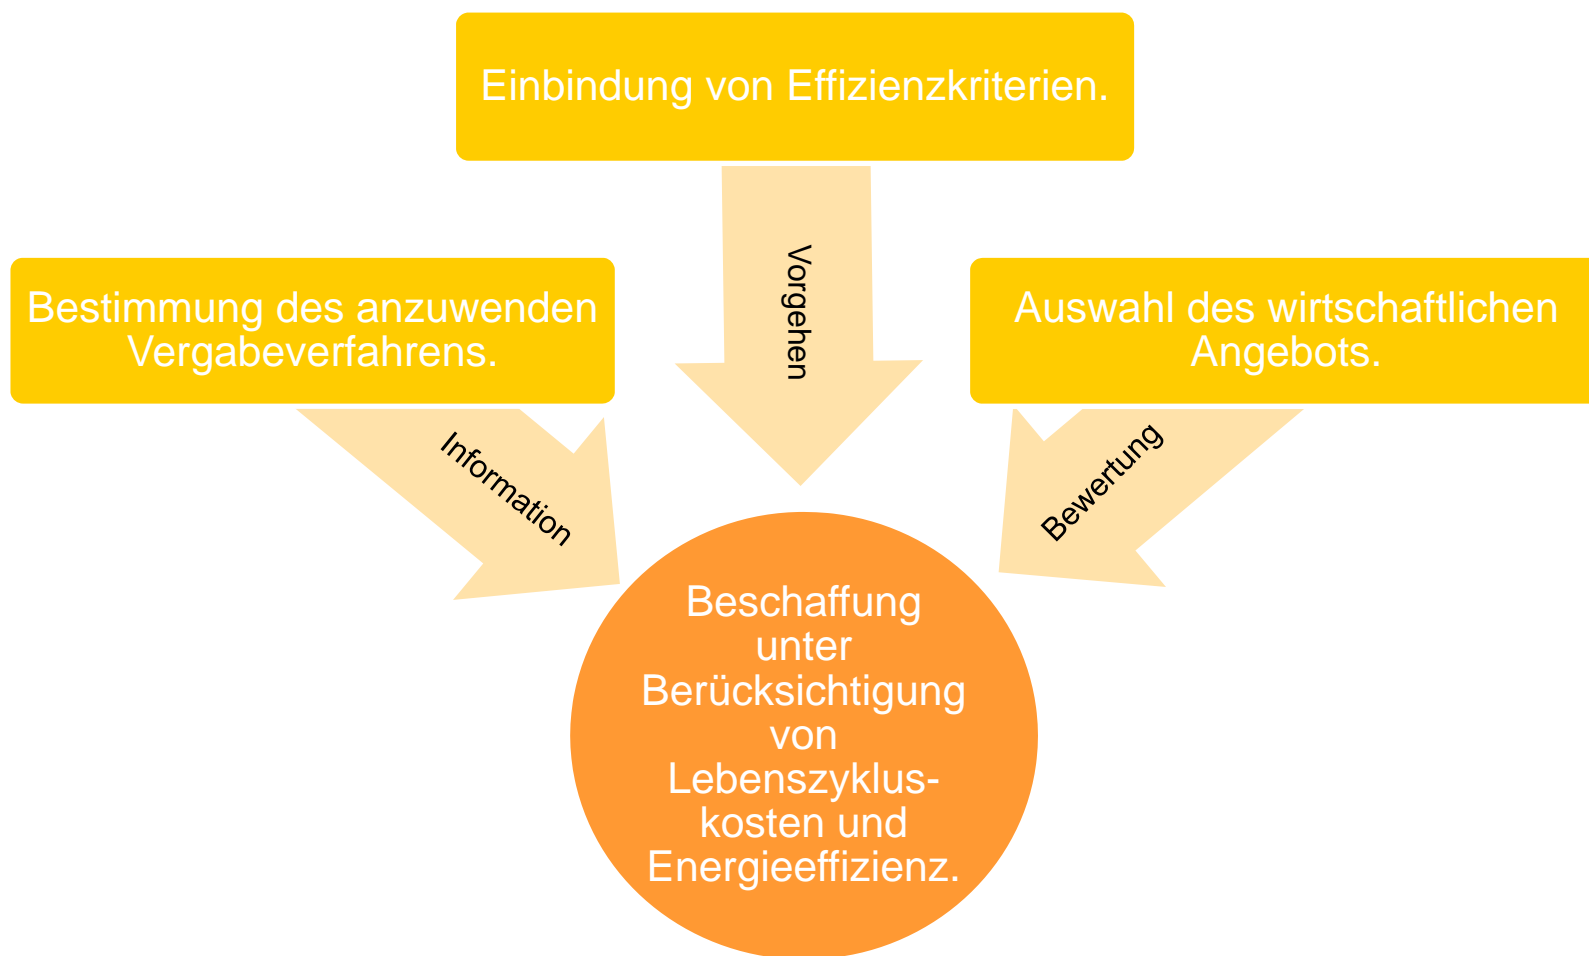 Einbindung von Effizienzkriterien.
Vorgehen
Bestimmung des anzuwenden
Vergabeverfahrens.
Information
Auswahl des wirtschaftlichen
Angebots.
Bewertung
Beschaffung
unter
Berücksichtigung
von
Lebenszyklus-
kosten und
Energieeffizienz.